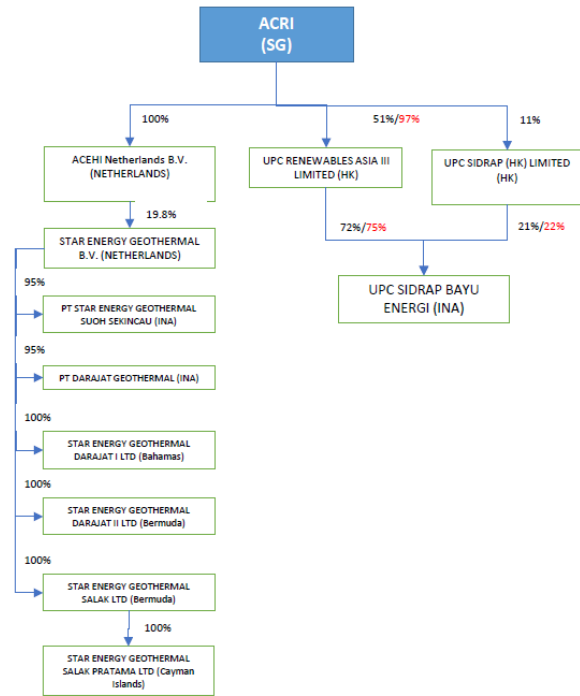 ACRI
(SG)
100%
51%/97%
11%
ACEHI Netherlands B.V.
(NETHERLANDS)
UPC RENEWABLES ASIA III
LIMITED (HK)
UPC SIDRAP (HK) LIMITED
(HK)
19.8%
72%/75%
21%/22%
STAR ENERGY GEOTHERMAL
B.V. (NETHERLANDS)
UPC SIDRAP BAYU
ENERGI (INA)
95%
PT STAR ENERGY GEOTHERMAL
SUOH SEKINCAU (INA)
95%
PT DARAJAT GEOTHERMAL (INA)
100%
STAR ENERGY GEOTHERMAL
DARAJAT I LTD (Bahamas)
100%
STAR ENERGY GEOTHERMAL
DARAJAT II LTD (Bermuda)
100%
STAR ENERGY GEOTHERMAL
SALAK LTD (Bermuda)
100%
STAR ENERGY GEOTHERMAL
SALAK PRATAMA LTD (Cayman
Islands)